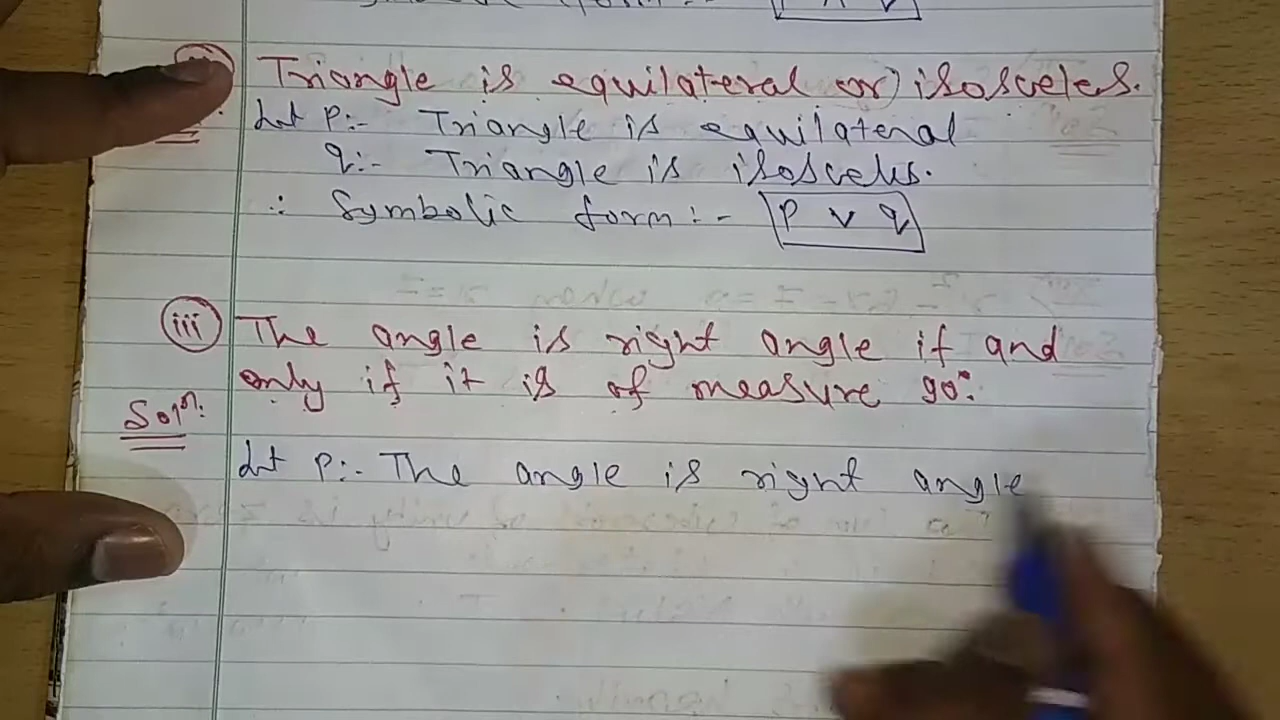 Triangle is equilateral or) isosceles.
Let p:- Triangle is equilateral
q:- Triangle is isosceles.
∴ Symbolic form:- p ∨ q
(iii) The angle is right angle if and
only if it is of measure 90°.
Solⁿ:
Let p:- The angle is right angle